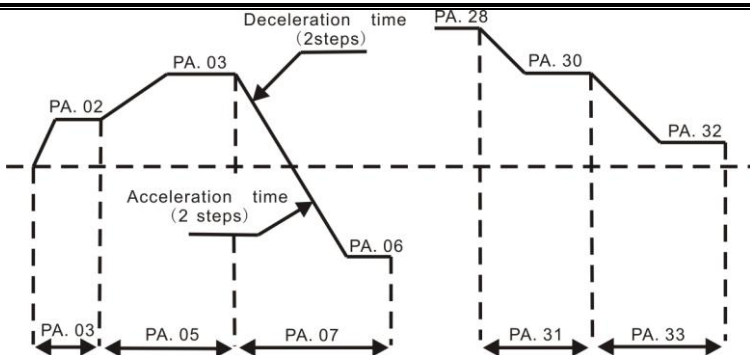 Deceleration time
(2steps)
PA. 28
PA. 03
PA. 30
PA. 02
PA. 32
Acceleration time
(2 steps)
PA. 06
PA. 03
PA. 05
PA. 07
PA. 31
PA. 33